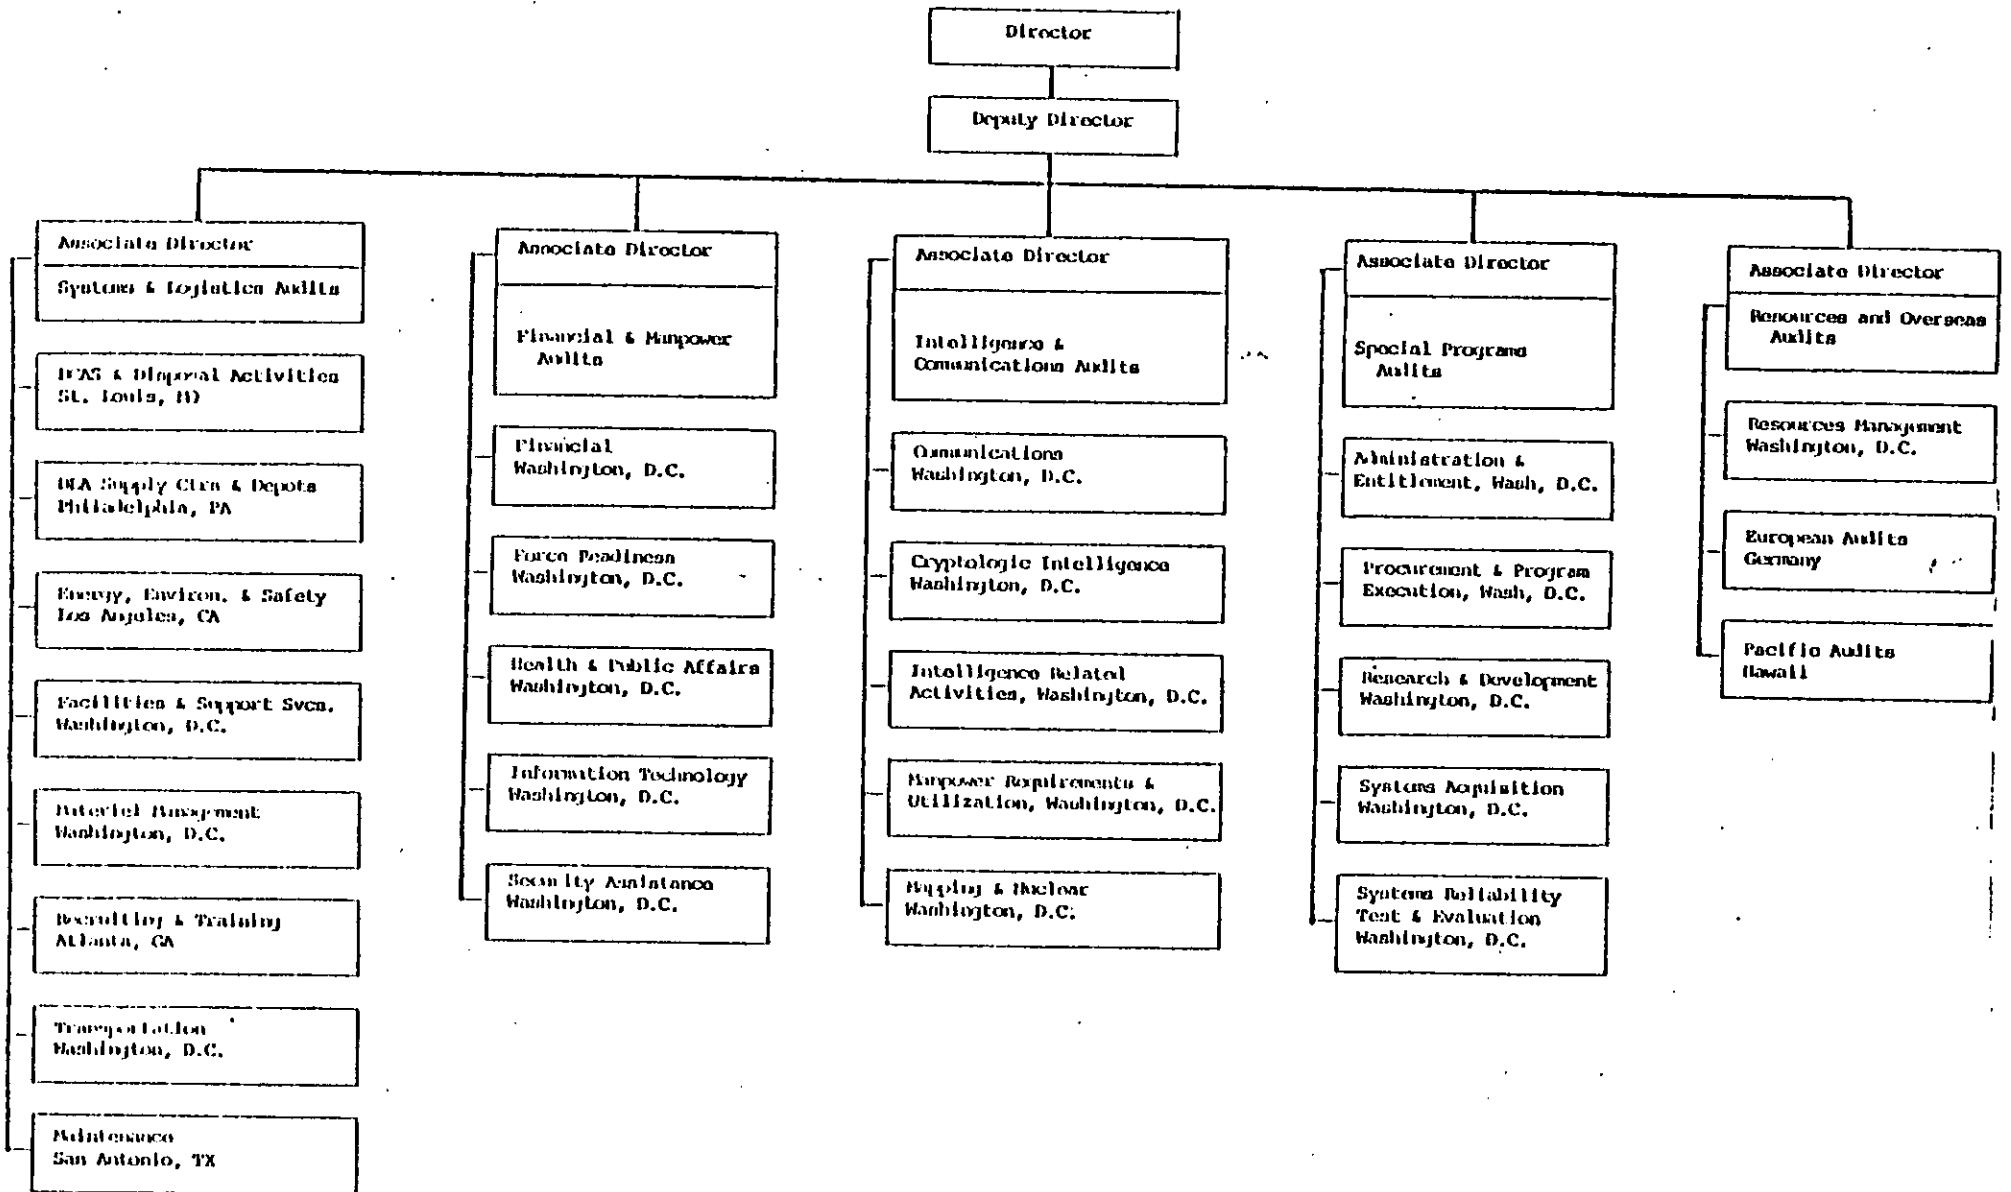 Director
Deputy Director
Associate Director
Systems & Logistics Audits
DCAS & Disposal Activities
St. Louis, MO
DLA Supply Ctrs & Depots
Philadelphia, PA
Energy, Environ. & Safety
Los Angeles, CA
Facilities & Support Svcs.
Washington, D.C.
Materiel Management
Washington, D.C.
Recruiting & Training
Atlanta, GA
Transportation
Washington, D.C.
Maintenance
San Antonio, TX
Associate Director
Financial & Manpower
Audits
Financial
Washington, D.C.
Force Readiness
Washington, D.C.
Health & Public Affairs
Washington, D.C.
Information Technology
Washington, D.C.
Security Assistance
Washington, D.C.
Associate Director
Intelligence &
Communications Audits
Communications
Washington, D.C.
Cryptologic Intelligence
Washington, D.C.
Intelligence Related
Activities, Washington, D.C.
Manpower Requirements &
Utilization, Washington, D.C.
Mapping & Nuclear
Washington, D.C.
Associate Director
Special Programs
Audits
Administration &
Entitlement, Wash, D.C.
Procurement & Program
Execution, Wash, D.C.
Research & Development
Washington, D.C.
Systems Acquisition
Washington, D.C.
Systems Reliability
Test & Evaluation
Washington, D.C.
Associate Director
Resources and Overseas
Audits
Resources Management
Washington, D.C.
European Audits
Germany
Pacific Audits
Hawaii